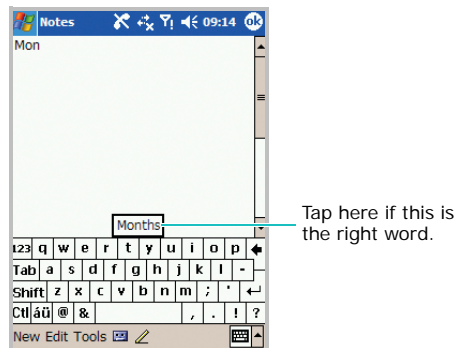 Notes 09:14 ok
Mon
Months
Tap here if this is
the right word.
123 q w e r t y u i o p
Tab a s d f g h j k l -
Shift z x c v b n m ; '
Ctl áü @ & , . ! ?
New Edit Tools